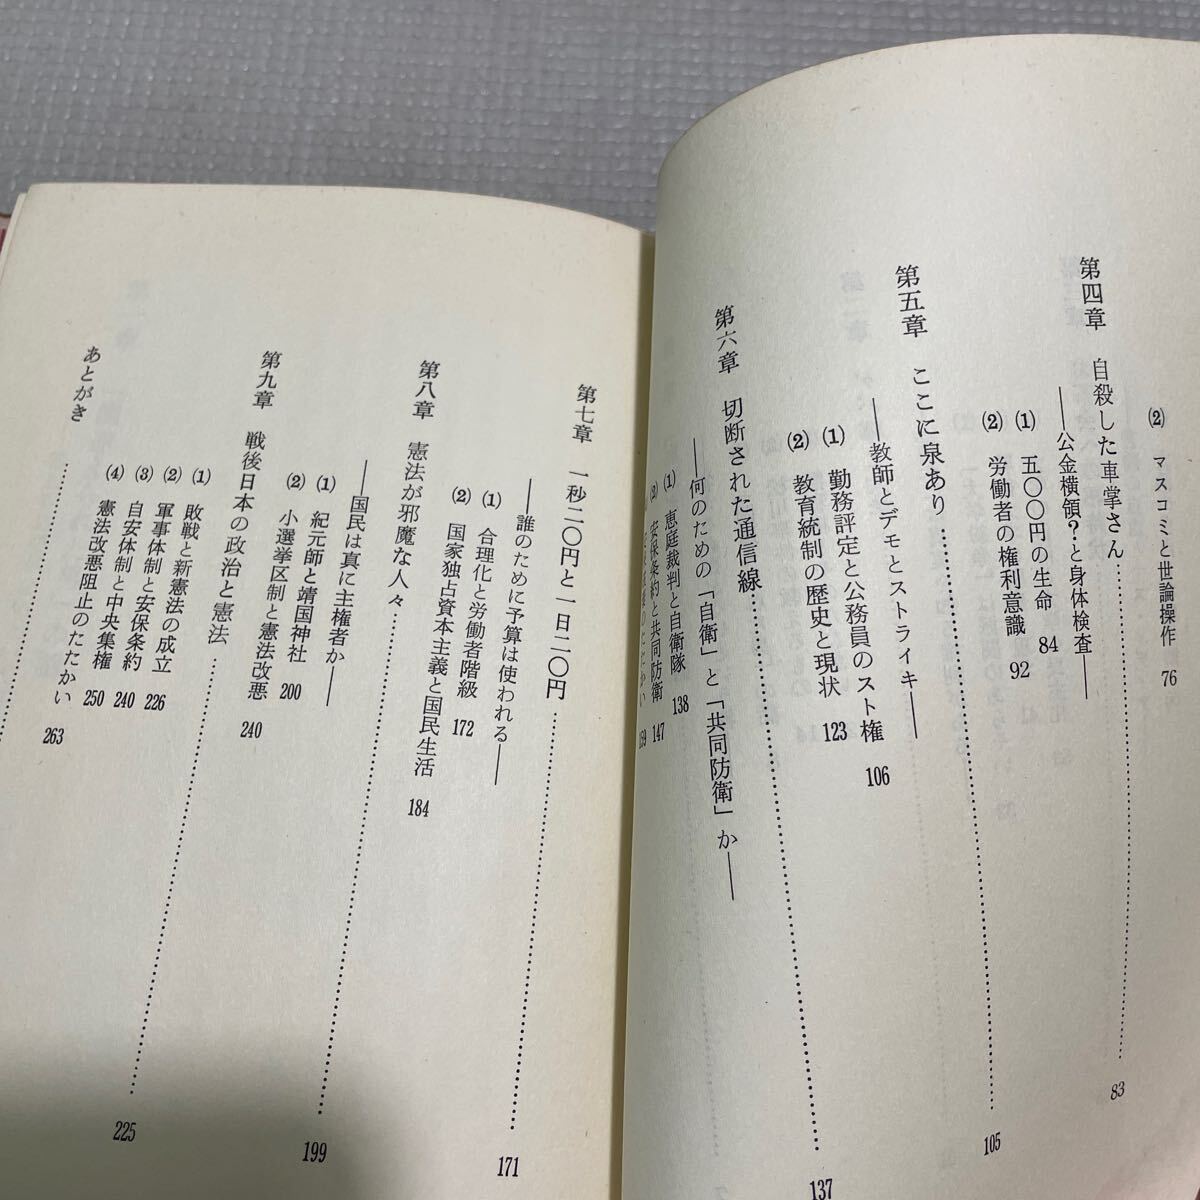 (2) マスコミと世論操作 76
第四章 自殺した車掌さん 83
――公金横領?と身体検査――
(1) 五〇〇円の生命 84
(2) 労働者の権利意識 92
第五章 ここに泉あり 105
――教師とデモとストライキ――
(1) 勤務評定と公務員のスト権 106
(2) 教育統制の歴史と現状 123
第六章 切断された通信線 137
――何のための「自衛」と「共同防衛」か――
(1) 恵庭裁判と自衛隊 138
(2) 安保条約と共同防衛 147
たたかい 159
第七章 一秒二〇円と一日二〇円 171
――誰のために予算は使われる――
(1) 合理化と労働者階級 172
(2) 国家独占資本主義と国民生活 184
第八章 憲法が邪魔な人々 199
――国民は真に主権者か――
(1) 紀元師と靖国神社 200
(2) 小選挙区制と憲法改悪 240
第九章 戦後日本の政治と憲法 225
(1) 敗戦と新憲法の成立 226
(2) 軍事体制と安保条約 240
(3) 自安体制と中央集権 250
(4) 憲法改悪阻止のたたかい 263
あとがき